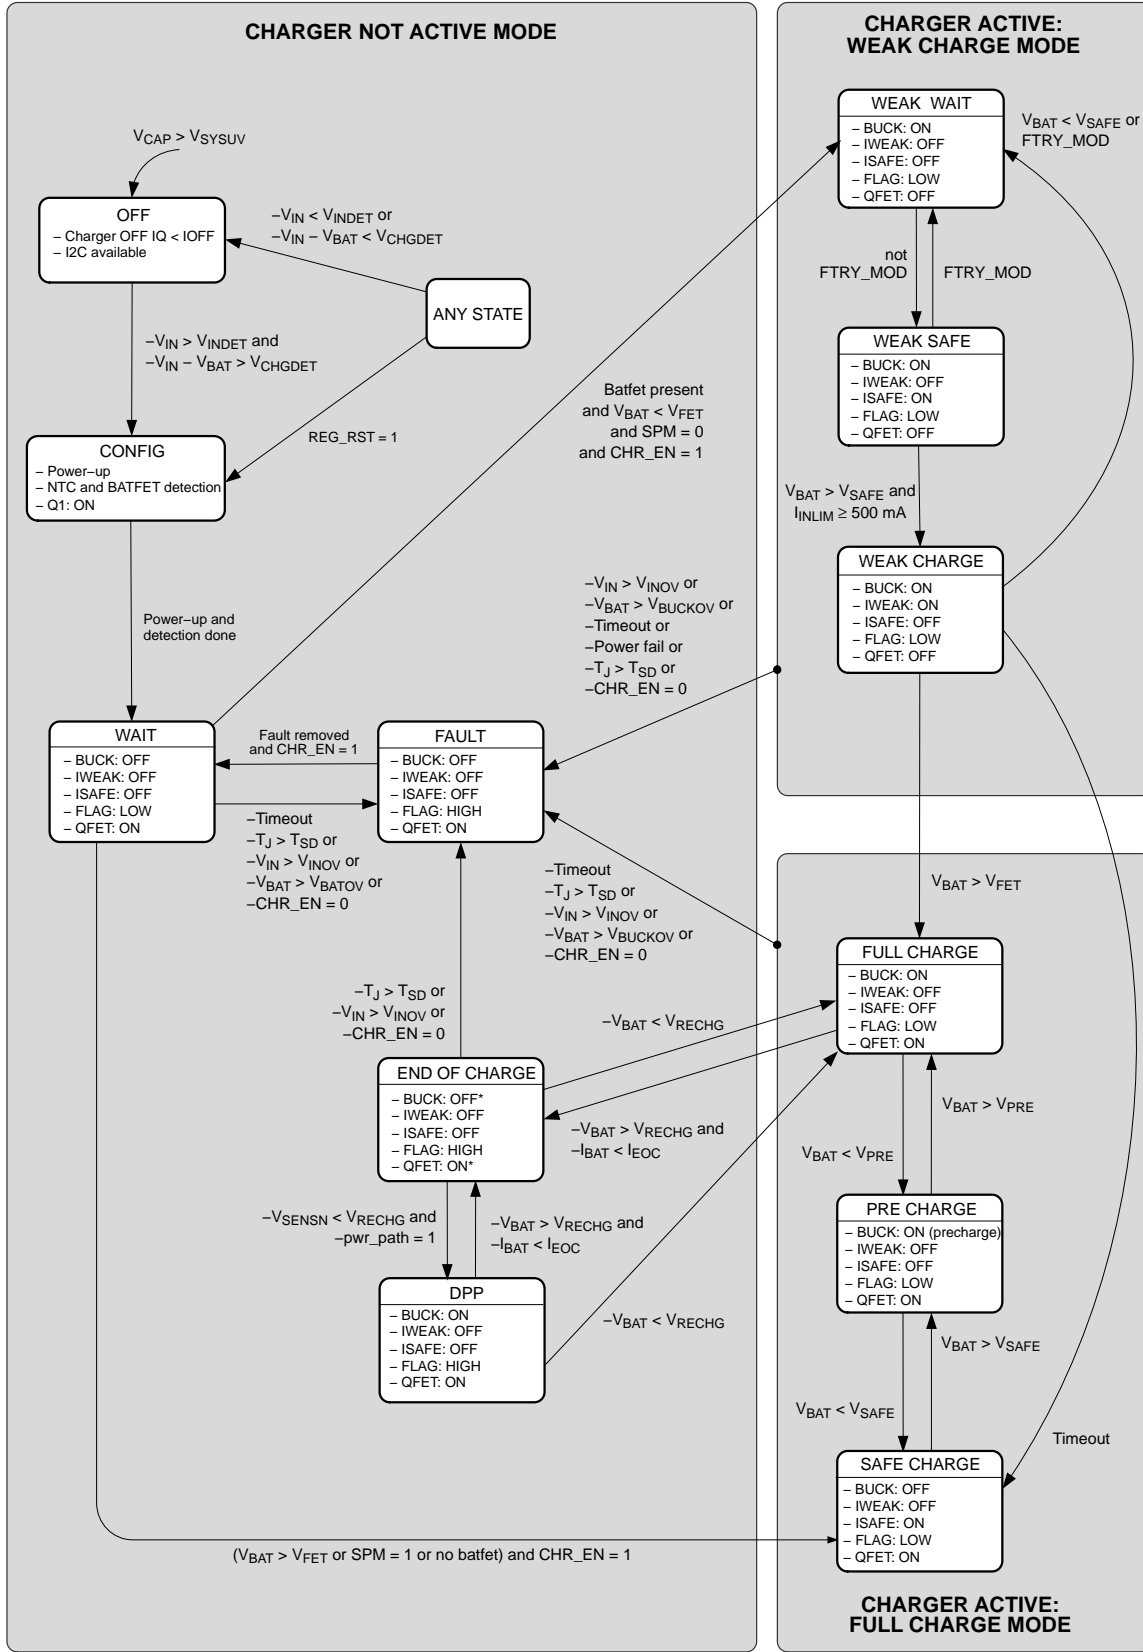 CHARGER NOT ACTIVE MODE
VCAP > VSYSUV
OFF
– Charger OFF IQ < IOFF
– I2C available
–VIN < VINDET or
–VIN – VBAT < VCHGDET
ANY STATE
–VIN > VINDET and
–VIN – VBAT > VCHGDET
REG_RST = 1
CONFIG
– Power–up
– NTC and BATFET detection
– Q1: ON
Power–up and
detection done
Batfet present
and VBAT < VFET
and SPM = 0
and CHR_EN = 1
WAIT
– BUCK: OFF
– IWEAK: OFF
– ISAFE: OFF
– FLAG: LOW
– QFET: ON
Fault removed
and CHR_EN = 1
FAULT
– BUCK: OFF
– IWEAK: OFF
– ISAFE: OFF
– FLAG: HIGH
– QFET: ON
–VIN > VINOV or
–VBAT > VBUCKOV or
–Timeout or
–Power fail or
–TJ > TSD or
–CHR_EN = 0
–Timeout
–TJ > TSD or
–VIN > VINOV or
–VBAT > VBATOV or
–CHR_EN = 0
–Timeout
–TJ > TSD or
–VIN > VINOV or
–VBAT > VBUCKOV or
–CHR_EN = 0
–TJ > TSD or
–VIN > VINOV or
–CHR_EN = 0
END OF CHARGE
– BUCK: OFF*
– IWEAK: OFF
– ISAFE: OFF
– FLAG: HIGH
– QFET: ON*
–VBAT < VRECHG
–VBAT > VRECHG and
–IBAT < IEOC
–VSENSN < VRECHG and
–pwr_path = 1
–VBAT > VRECHG and
–IBAT < IEOC
DPP
– BUCK: ON
– IWEAK: OFF
– ISAFE: OFF
– FLAG: HIGH
– QFET: ON
–VBAT < VRECHG
(VBAT > VFET or SPM = 1 or no batfet) and CHR_EN = 1
CHARGER ACTIVE:
WEAK CHARGE MODE
WEAK WAIT
– BUCK: ON
– IWEAK: OFF
– ISAFE: OFF
– FLAG: LOW
– QFET: OFF
VBAT < VSAFE or
FTRY_MOD
not
FTRY_MOD
FTRY_MOD
WEAK SAFE
– BUCK: ON
– IWEAK: OFF
– ISAFE: ON
– FLAG: LOW
– QFET: OFF
VBAT > VSAFE and
IINLIM ≥ 500 mA
WEAK CHARGE
– BUCK: ON
– IWEAK: ON
– ISAFE: OFF
– FLAG: LOW
– QFET: OFF
VBAT > VFET
FULL CHARGE
– BUCK: ON
– IWEAK: OFF
– ISAFE: OFF
– FLAG: LOW
– QFET: ON
VBAT > VPRE
VBAT < VPRE
PRE CHARGE
– BUCK: ON (precharge)
– IWEAK: OFF
– ISAFE: OFF
– FLAG: LOW
– QFET: ON
VBAT > VSAFE
VBAT < VSAFE
Timeout
SAFE CHARGE
– BUCK: OFF
– IWEAK: OFF
– ISAFE: ON
– FLAG: LOW
– QFET: ON
CHARGER ACTIVE:
FULL CHARGE MODE